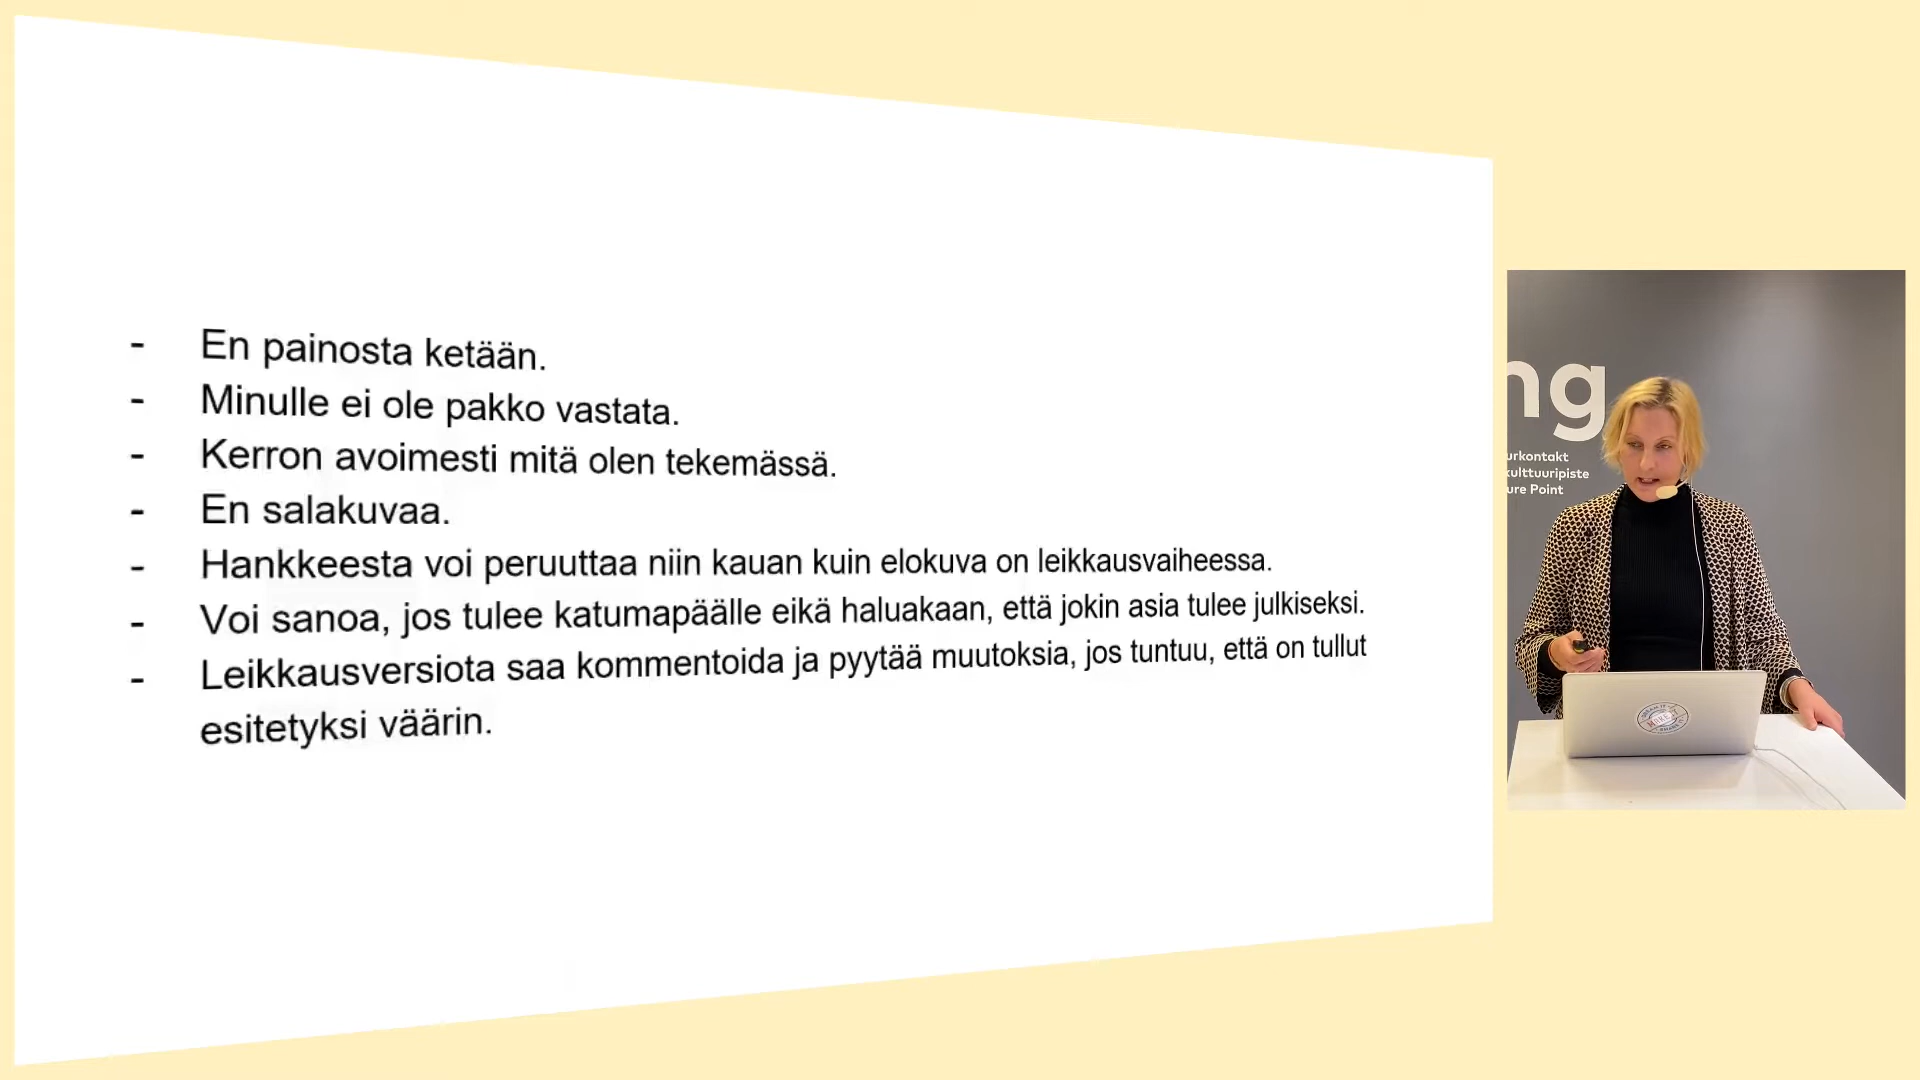 - En painosta ketään.
- Minulle ei ole pakko vastata.
- Kerron avoimesti mitä olen tekemässä.
- En salakuvaa.
- Hankkeesta voi peruuttaa niin kauan kuin elokuva on leikkausvaiheessa.
- Voi sanoa, jos tulee katumapäälle eikä haluakaan, että jokin asia tulee julkiseksi.
- Leikkausversiota saa kommentoida ja pyytää muutoksia, jos tuntuu, että on tullut
esitetyksi väärin.
ng
urkontakt
kulttuuripiste
ure Point